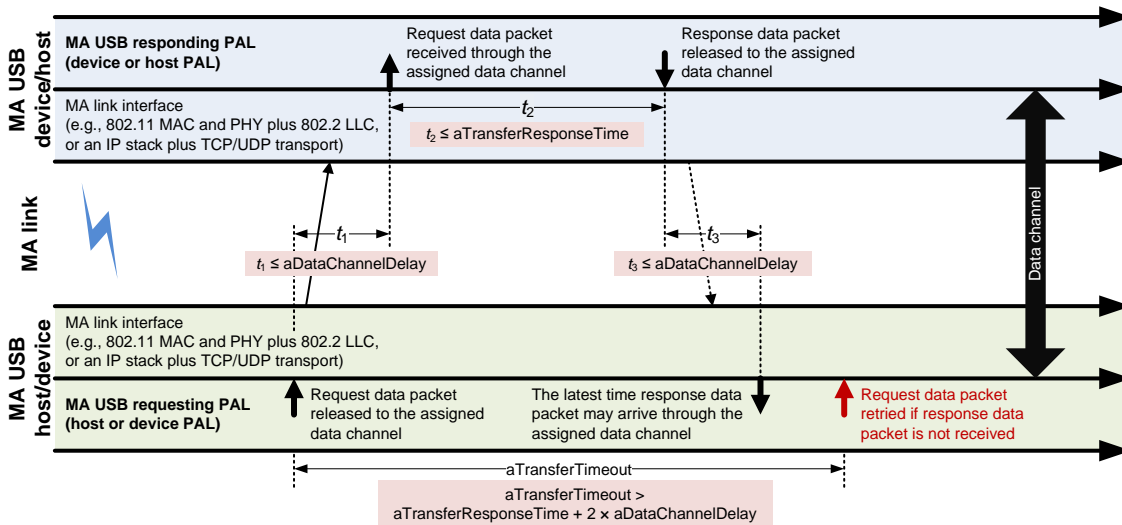 MA USB
device/host
MA USB responding PAL
(device or host PAL)
Request data packet
received through the
assigned data channel
Response data packet
released to the assigned
data channel
MA link interface
(e.g., 802.11 MAC and PHY plus 802.2 LLC,
or an IP stack plus TCP/UDP transport)
t2
t2 ≤ aTransferResponseTime
MA link
t1
t1 ≤ aDataChannelDelay
t3
t3 ≤ aDataChannelDelay
Data channel
MA USB
host/device
MA link interface
(e.g., 802.11 MAC and PHY plus 802.2 LLC,
or an IP stack plus TCP/UDP transport)
MA USB requesting PAL
(host or device PAL)
Request data packet
released to the assigned
data channel
The latest time response data
packet may arrive through the
assigned data channel
Request data packet
retried if response data
packet is not received
aTransferTimeout
aTransferTimeout >
aTransferResponseTime + 2 × aDataChannelDelay